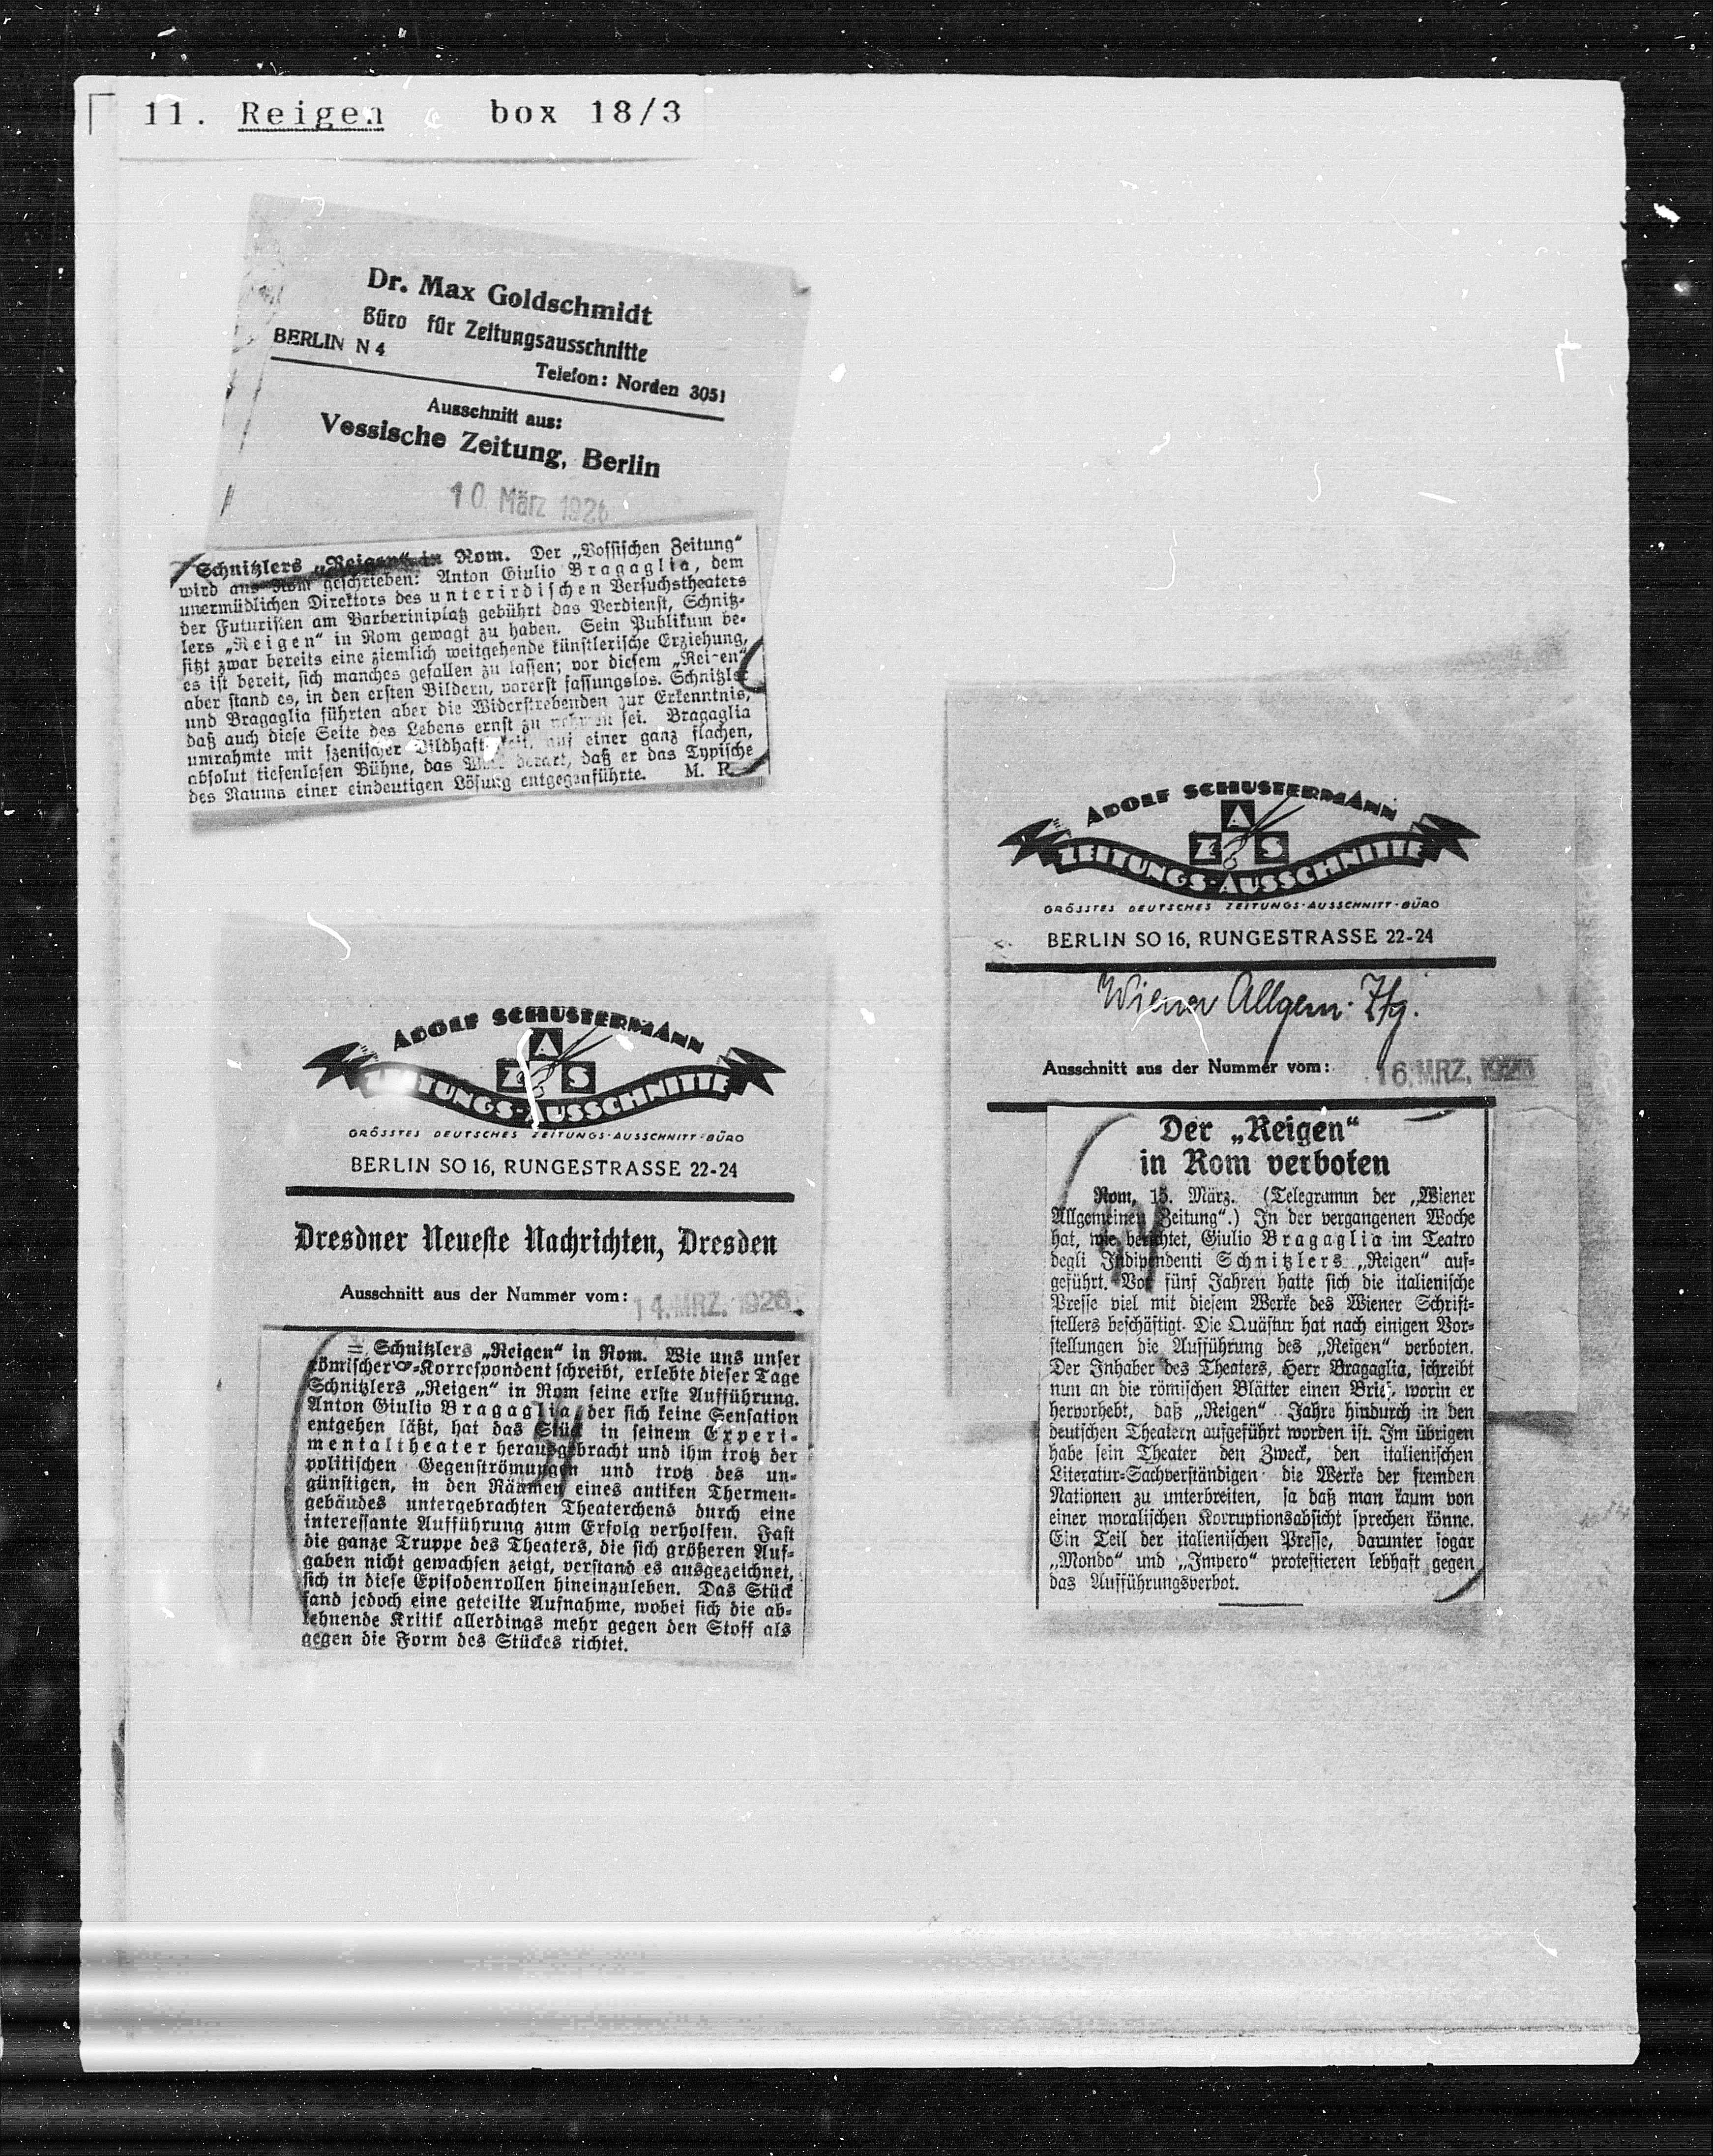 11. Reigen box 18/3
Dr. Max Goldschmidt
Büro für Zeitungsausschnitte
BERLIN N 4
Telefon: Norden 3051
Ausschnitt aus:
Vossische Zeitung, Berlin
10. März 1926
Schnitzlers „Reigen“ in Rom. Der „Vossischen Zeitung“
wird aus Rom geschrieben: Anton Giulio Bragaglia, dem
unermüdlichen Direktors des unterirdischen Versuchstheaters
der Futuristen am Barberiniplatz gebührt das Verdienst, Schnitz-
lers „Reigen“ in Rom gewagt zu haben. Sein Publikum be-
sitzt zwar bereits eine ziemlich weitgehende künstlerische Erziehung,
es ist bereit, sich manches gefallen zu lassen; vor diesem „Reigen“
aber stand es, in den ersten Bildern, vorerst fassungslos. Schnitzler
und Bragaglia führten aber die Widerstrebenden zur Erkenntnis,
daß auch diese Seite des Lebens ernst zu nehmen sei. Bragaglia
umrahmte mit szenischer Bildhaftigkeit, auf einer ganz flachen,
absolut tiefenlosen Bühne, das derart, daß er das Typische
des Raums einer eindeutigen Lösung entgegenführte. M. R.
ADOLF SCHUSTERMANN
A
Z S
ZEITUNGS-AUSSCHNITTE
GRÖSSTES DEUTSCHES ZEITUNGS-AUSSCHNITT-BÜRO
BERLIN SO 16, RUNGESTRASSE 22-24
Dresdner Neueste Nachrichten, Dresden
Ausschnitt aus der Nummer vom: 14. MRZ. 1926
= Schnitzlers „Reigen“ in Rom. Wie uns unser
römischer -Korrespondent schreibt, erlebte dieser Tage
Schnitzlers „Reigen“ in Rom seine erste Aufführung.
Anton Giulio Bragaglia, der sich keine Sensation
entgehen läßt, hat das Stück in seinem Experi-
mentaltheater herausgebracht und ihm trotz der
politischen Gegenströmungen und trotz des un-
günstigen, in den Räumen eines antiken Thermen-
gebäudes untergebrachten Theaterchens durch eine
interessante Aufführung zum Erfolg verholfen. Fast
die ganze Truppe des Theaters, die sich größeren Auf-
gaben nicht gewachsen zeigt, verstand es ausgezeichnet,
sich in diese Episodenrollen hineinzuleben. Das Stück
fand jedoch eine geteilte Aufnahme, wobei sich die ab-
lehnende Kritik allerdings mehr gegen den Stoff als
gegen die Form des Stückes richtet.
ADOLF SCHUSTERMANN
A
Z S
ZEITUNGS-AUSSCHNITTE
GRÖSSTES DEUTSCHES ZEITUNGS-AUSSCHNITT-BÜRO
BERLIN SO 16, RUNGESTRASSE 22-24
Wiener Allgem. Ztg.
Ausschnitt aus der Nummer vom: 16. MRZ. 1926
Der „Reigen“
in Rom verboten
Rom, 15. März. (Telegramm der „Wiener
Allgemeinen Zeitung“.) In der vergangenen Woche
hat, wie berichtet, Giulio Bragaglia im Teatro
degli Indipendenti Schnitzlers „Reigen“ auf-
geführt. Vor fünf Jahren hatte sich die italienische
Presse viel mit diesem Werke des Wiener Schrift-
stellers beschäftigt. Die Quästur hat nach einigen Vor-
stellungen die Aufführung des „Reigen“ verboten.
Der Inhaber des Theaters, Herr Bragaglia, schreibt
nun an die römischen Blätter einen Brief, worin er
hervorhebt, daß „Reigen“ Jahre hindurch in den
deutschen Theatern aufgeführt worden ist. Im übrigen
habe sein Theater den Zweck, den italienischen
Literatur-Sachverständigen die Werke der fremden
Nationen zu unterbreiten, sa daß man kaum von
einer moralischen Korruptionsabsicht sprechen könne.
Ein Teil der italienischen Presse, darunter sogar
„Mondo“ und „Impero“ protestieren lebhaft gegen
das Aufführungsverbot.